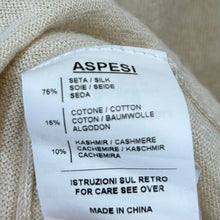 ASPESI
SETA / SILK
75% SOIE / SEIDE
SEDA
COTONE / COTTON
15% COTON / BAUMWOLLE
ALGODON
KASHMIR / CASHMERE
10% CACHEMIRE / KASCHMIR
CACHEMIRA
ISTRUZIONI SUL RETRO
FOR CARE SEE OVER
MADE IN CHINA